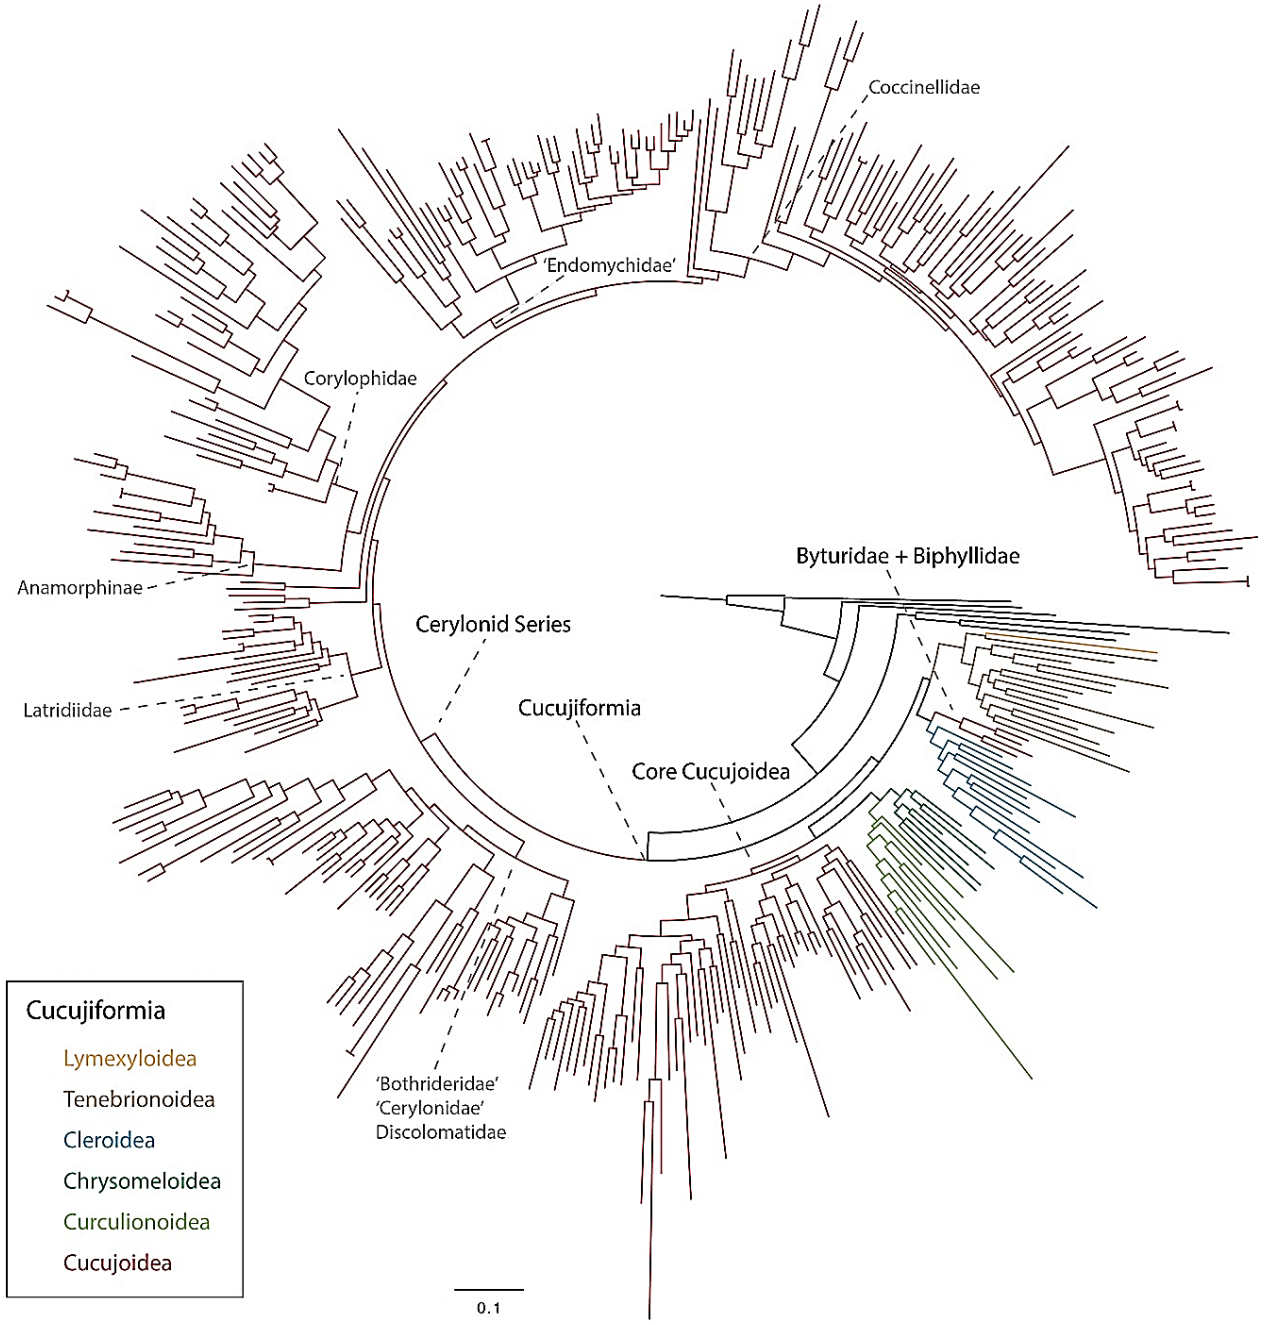 Coccinellidae
'Endomychidae'
Corylophidae
Byturidae + Biphyllidae
Anamorphinae
Cerylonid Series
Latridiidae
Cucujiformia
Core Cucujoidea
Cucujiformia
Lymexyloidea
Tenebrionoidea
Cleroidea
Chrysomeloidea
Curculionoidea
Cucujoidea
'Bothrideridae'
'Cerylonidae'
Discolomatidae
0.1